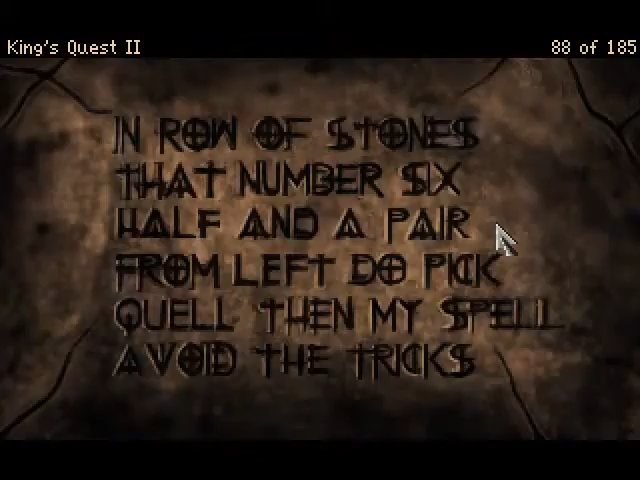 King's Quest II
88 of 185
IN ROW OF STONES
THAT NUMBER SIX
HALF AND A PAIR
FROM LEFT DO PICK
QUELL THEN MY SPELL
AVOID THE TRICKS